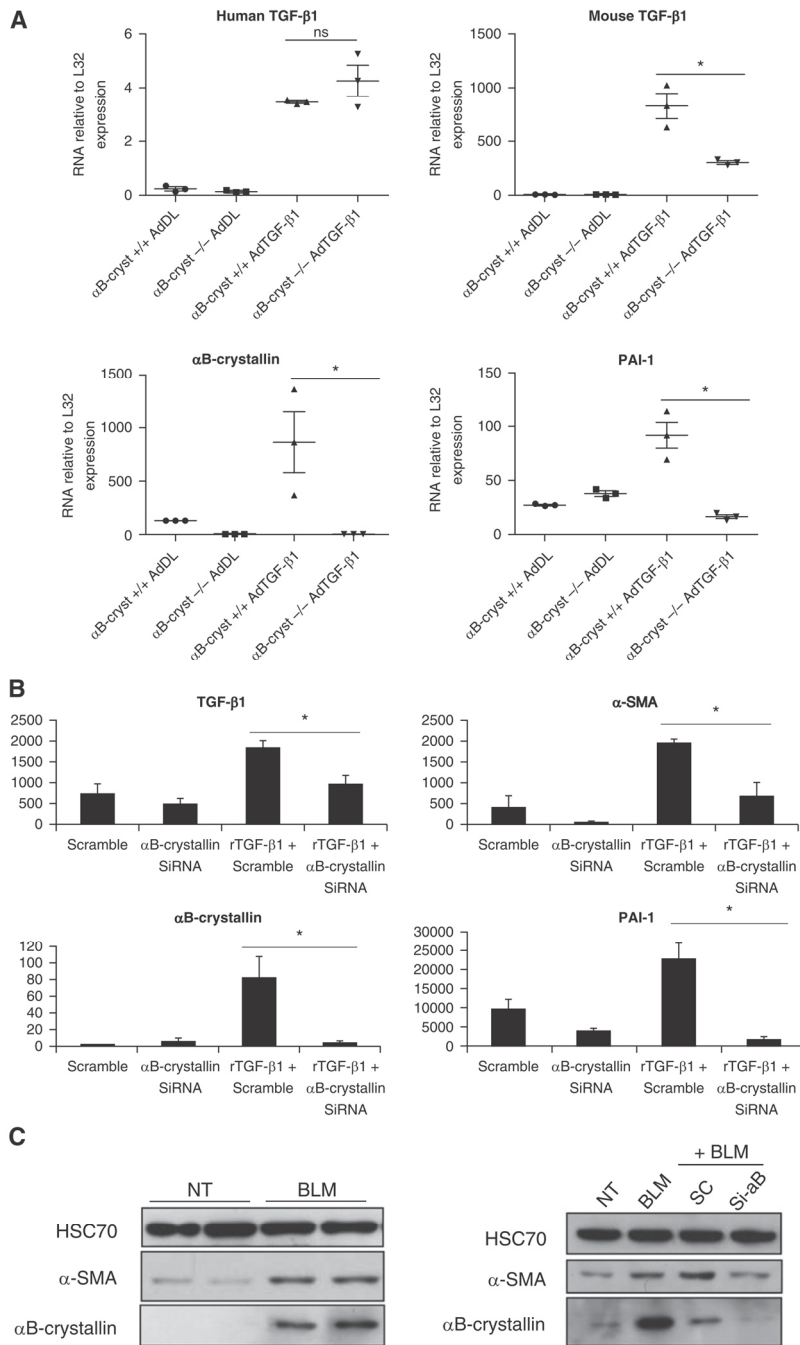 A
Human TGF-β1
RNA relative to L32
expression
6
4
2
0
ns
αB-cryst +/+ AdDL
αB-cryst –/– AdDL
αB-cryst +/+ AdTGF-β1
αB-cryst –/– AdTGF-β1
Mouse TGF-β1
RNA relative to L32
expression
1500
1000
500
0
*
αB-cryst +/+ AdDL
αB-cryst –/– AdDL
αB-cryst +/+ AdTGF-β1
αB-cryst –/– AdTGF-β1
αB-crystallin
RNA relative to L32
expression
1500
1000
500
0
*
αB-cryst +/+ AdDL
αB-cryst –/– AdDL
αB-cryst +/+ AdTGF-β1
αB-cryst –/– AdTGF-β1
PAI-1
RNA relative to L32
expression
150
100
50
0
*
αB-cryst +/+ AdDL
αB-cryst –/– AdDL
αB-cryst +/+ AdTGF-β1
αB-cryst –/– AdTGF-β1
B
TGF-β1
2500
2000
1500
1000
500
0
*
Scramble αB-crystallin rTGF-β1 + rTGF-β1 +
SiRNA Scramble αB-crystallin
SiRNA
α-SMA
2500
2000
1500
1000
500
0
*
Scramble αB-crystallin rTGF-β1 + rTGF-β1 +
SiRNA Scramble αB-crystallin
SiRNA
αB-crystallin
120
100
80
60
40
20
0
*
Scramble αB-crystallin rTGF-β1 + rTGF-β1 +
SiRNA Scramble αB-crystallin
SiRNA
PAI-1
30000
25000
20000
15000
10000
5000
0
*
Scramble αB-crystallin rTGF-β1 + rTGF-β1 +
SiRNA Scramble αB-crystallin
SiRNA
C
NT BLM
HSC70
α-SMA
αB-crystallin
+ BLM
NT BLM SC Si-aB
HSC70
α-SMA
αB-crystallin